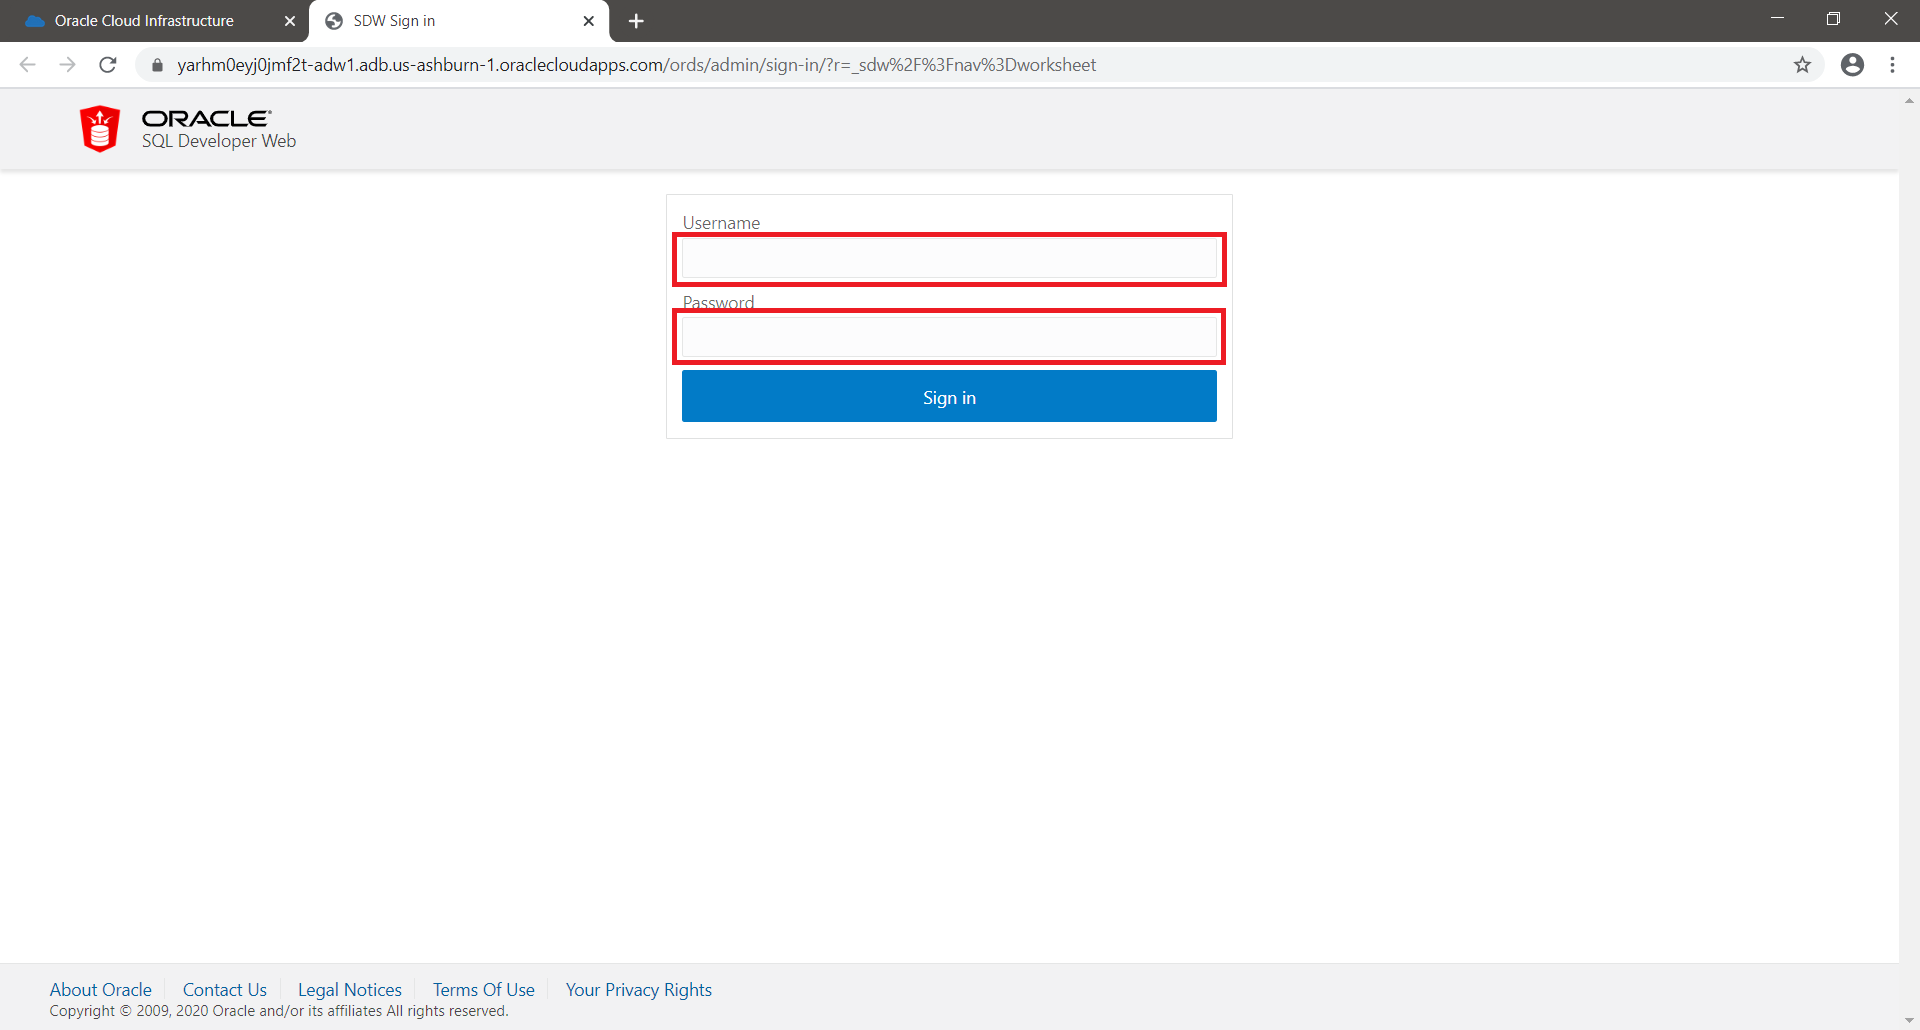 Oracle Cloud Infrastructure
SDW Sign in
yarhm0eyj0jmf2t-adw1.adb.us-ashburn-1.oraclecloudapps.com/ords/admin/sign-in/?r=_sdw%2F%3Fnav%3Dworksheet
ORACLE®
SQL Developer Web
Username
Password
Sign in
About Oracle Contact Us Legal Notices Terms Of Use Your Privacy Rights
Copyright © 2009, 2020 Oracle and/or its affiliates All rights reserved.